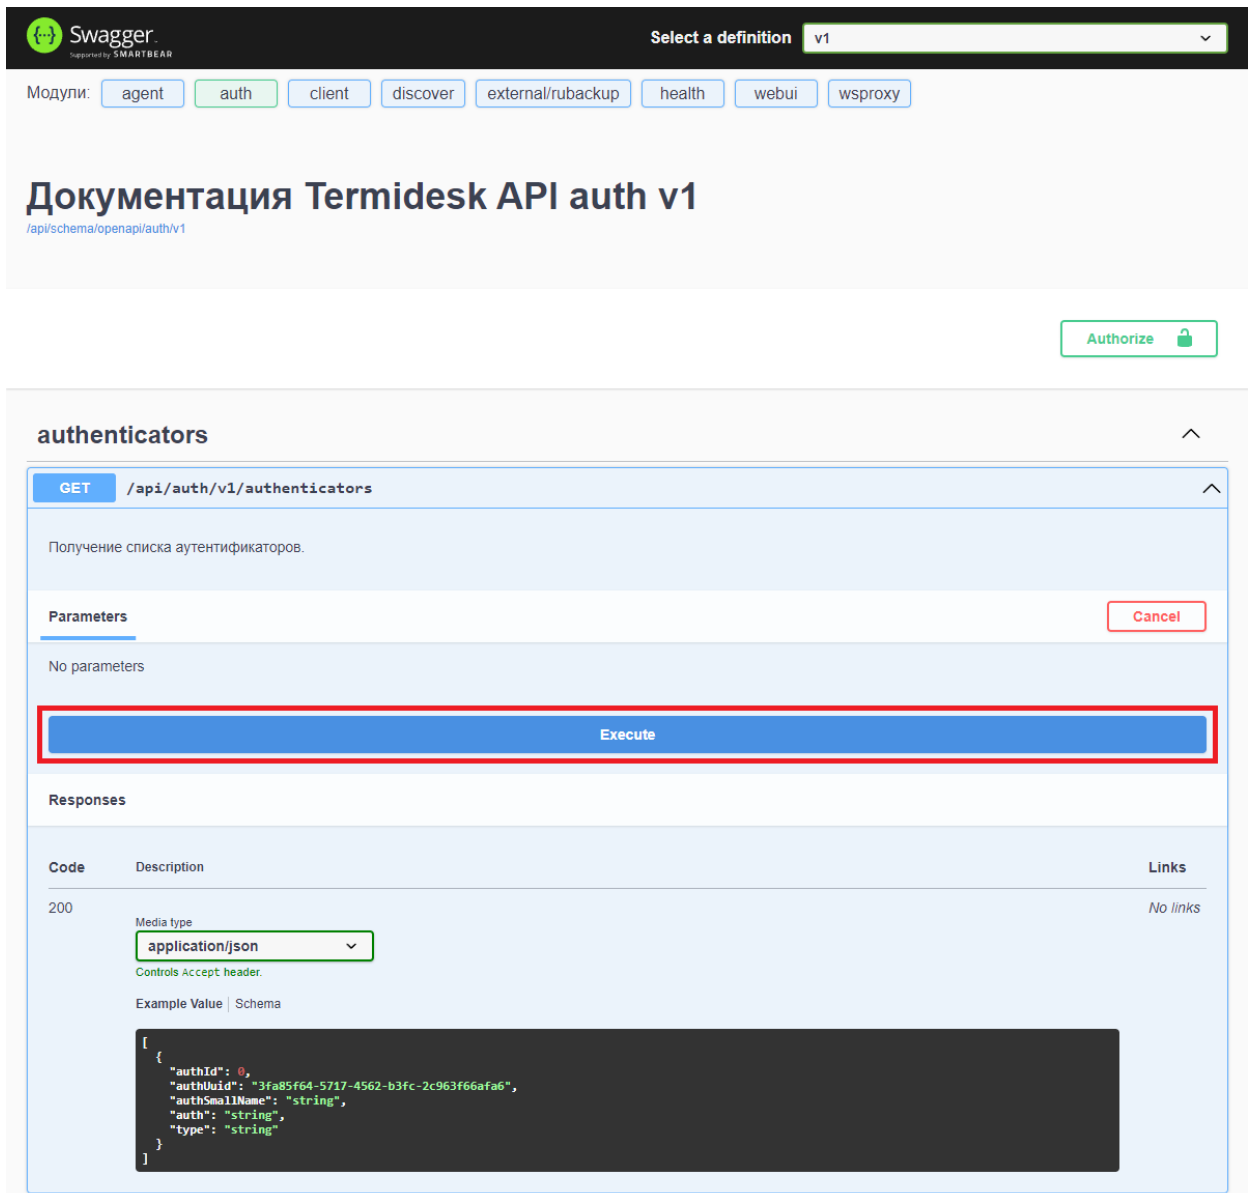 Swagger
Supported by SMARTBEAR
Select a definition
v1
Модули:
agent
auth
client
discover
external/rubackup
health
webui
wsproxy
Документация Termidesk API auth v1
/api/schema/openapi/auth/v1
Authorize
authenticators
GET /api/auth/v1/authenticators
Получение списка аутентификаторов.
Parameters
Cancel
No parameters
Execute
Responses
Code
Description
Links
200
No links
Media type
application/json
Controls Accept header.
Example Value
Schema
[
{
"authId": 0,
"authUuid": "3fa85f64-5717-4562-b3fc-2c963f66afa6",
"authSmallName": "string",
"auth": "string",
"type": "string"
}
]